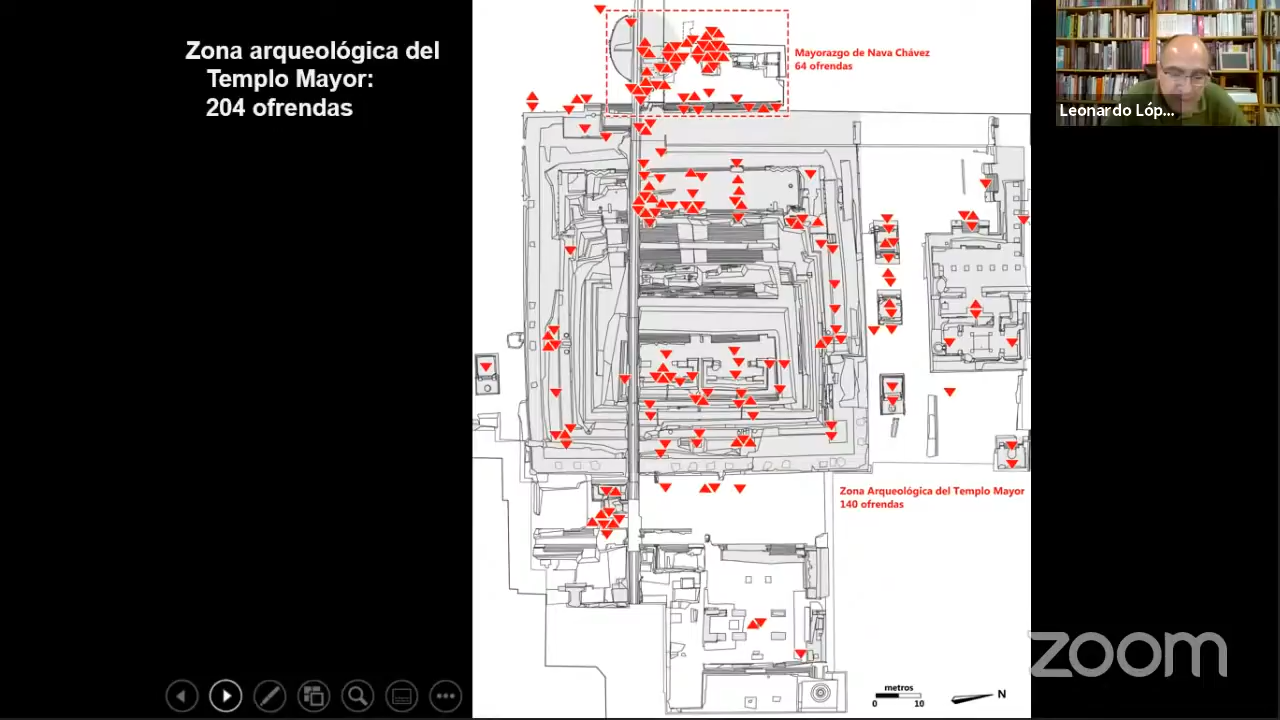 Zona arqueológica del
Templo Mayor:
204 ofrendas
Mayorazgo de Nava Chávez
64 ofrendas
Leonardo Lóp...
Zona Arqueológica del Templo Mayor
140 ofrendas
metros
0 10
N
zoom